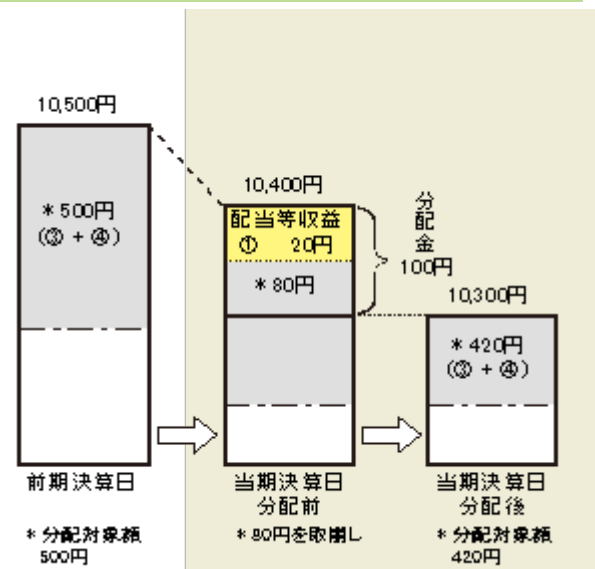 10,500円
*500円
(③ + ④)
前期決算日
* 分配対象額
500円
10,400円
配当等収益
① 20円
*80円
分配金
100円
当期決算日
分配前
*80円を取崩し
10,300円
*420円
(③ + ④)
当期決算日
分配後
* 分配対象額
420円